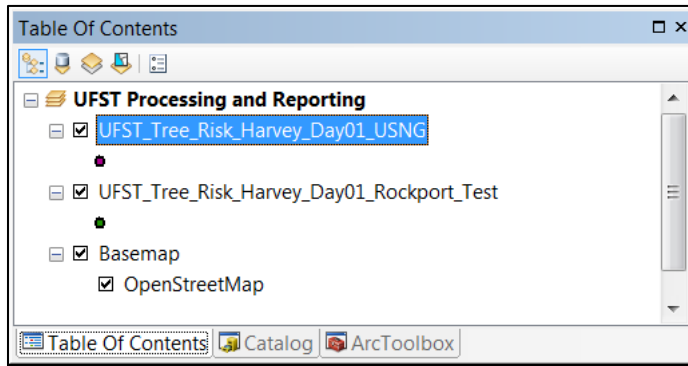 Table Of Contents
UFST Processing and Reporting
UFST_Tree_Risk_Harvey_Day01_USNG
UFST_Tree_Risk_Harvey_Day01_Rockport_Test
Basemap
OpenStreetMap
Table Of Contents Catalog ArcToolbox